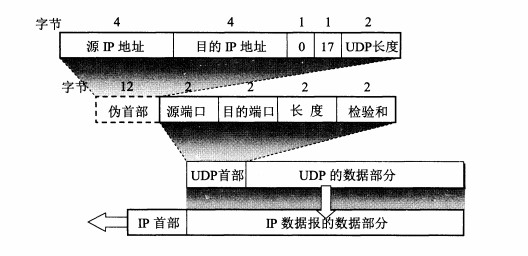 字节 4 4 1 1 2
源 IP 地址 目的 IP 地址 0 17 UDP长度
字节 12 2 2 2 2
伪首部 源端口 目的端口 长 度 检验和
UDP首部 UDP 的数据部分
IP 首部 IP 数据报的数据部分